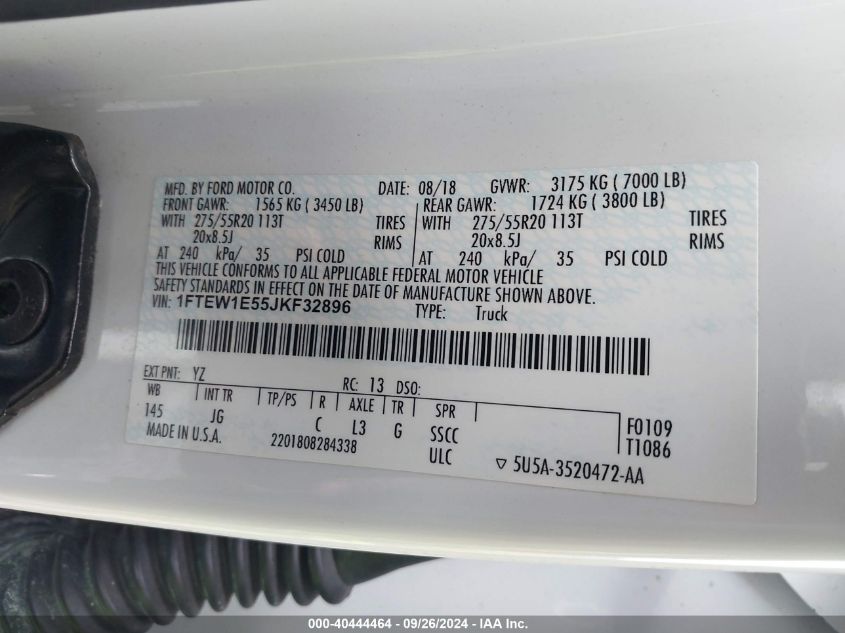 MFD. BY FORD MOTOR CO. DATE: 08/18 GVWR: 3175 KG ( 7000 LB)
FRONT GAWR: 1565 KG ( 3450 LB) REAR GAWR: 1724 KG ( 3800 LB)
WITH 275/55R20 113T TIRES WITH 275/55R20 113T TIRES
20x8.5J RIMS 20x8.5J RIMS
AT 240 kPa/ 35 PSI COLD AT 240 kPa/ 35 PSI COLD
THIS VEHICLE CONFORMS TO ALL APPLICABLE FEDERAL MOTOR VEHICLE
SAFETY STANDARDS IN EFFECT ON THE DATE OF MANUFACTURE SHOWN ABOVE.
VIN: 1FTEW1E55JKF32896 TYPE: Truck
EXT PNT: YZ RC: 13 DSO:
WB INT TR TP/PS R AXLE TR SPR
145 JG C L3 G SSCC F0109
MADE IN U.S.A. 2201808284338 ULC T1086
▽ 5U5A-3520472-AA
000-40444464 - 09/26/2024 - IAA Inc.